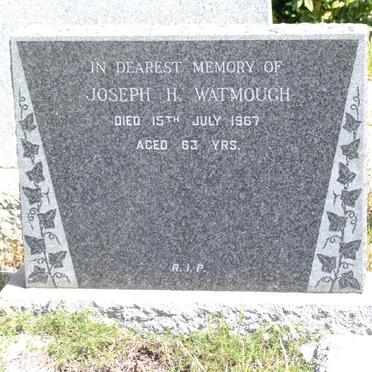 IN DEAREST MEMORY OF
JOSEPH H. WATMOUGH
DIED 15TH JULY 1967
AGED 63 YRS.
R.I.P.